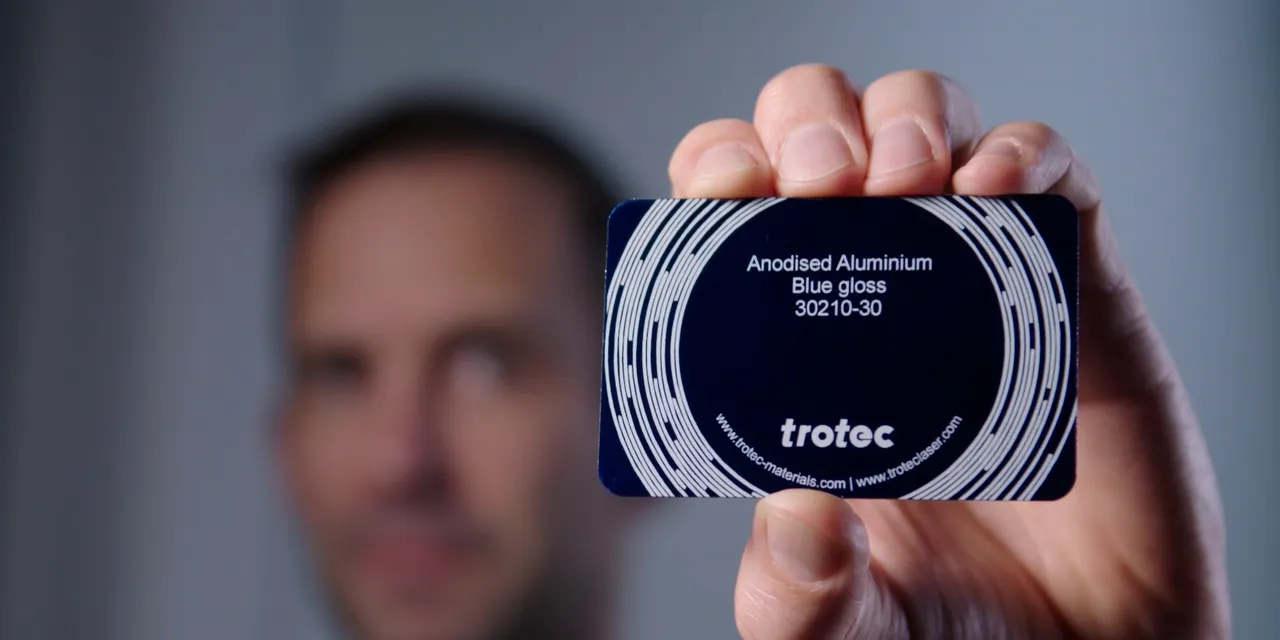 Anodised Aluminium
Blue gloss
30210-30
trotec
www.trotec-materials.com | www.troteclaser.com